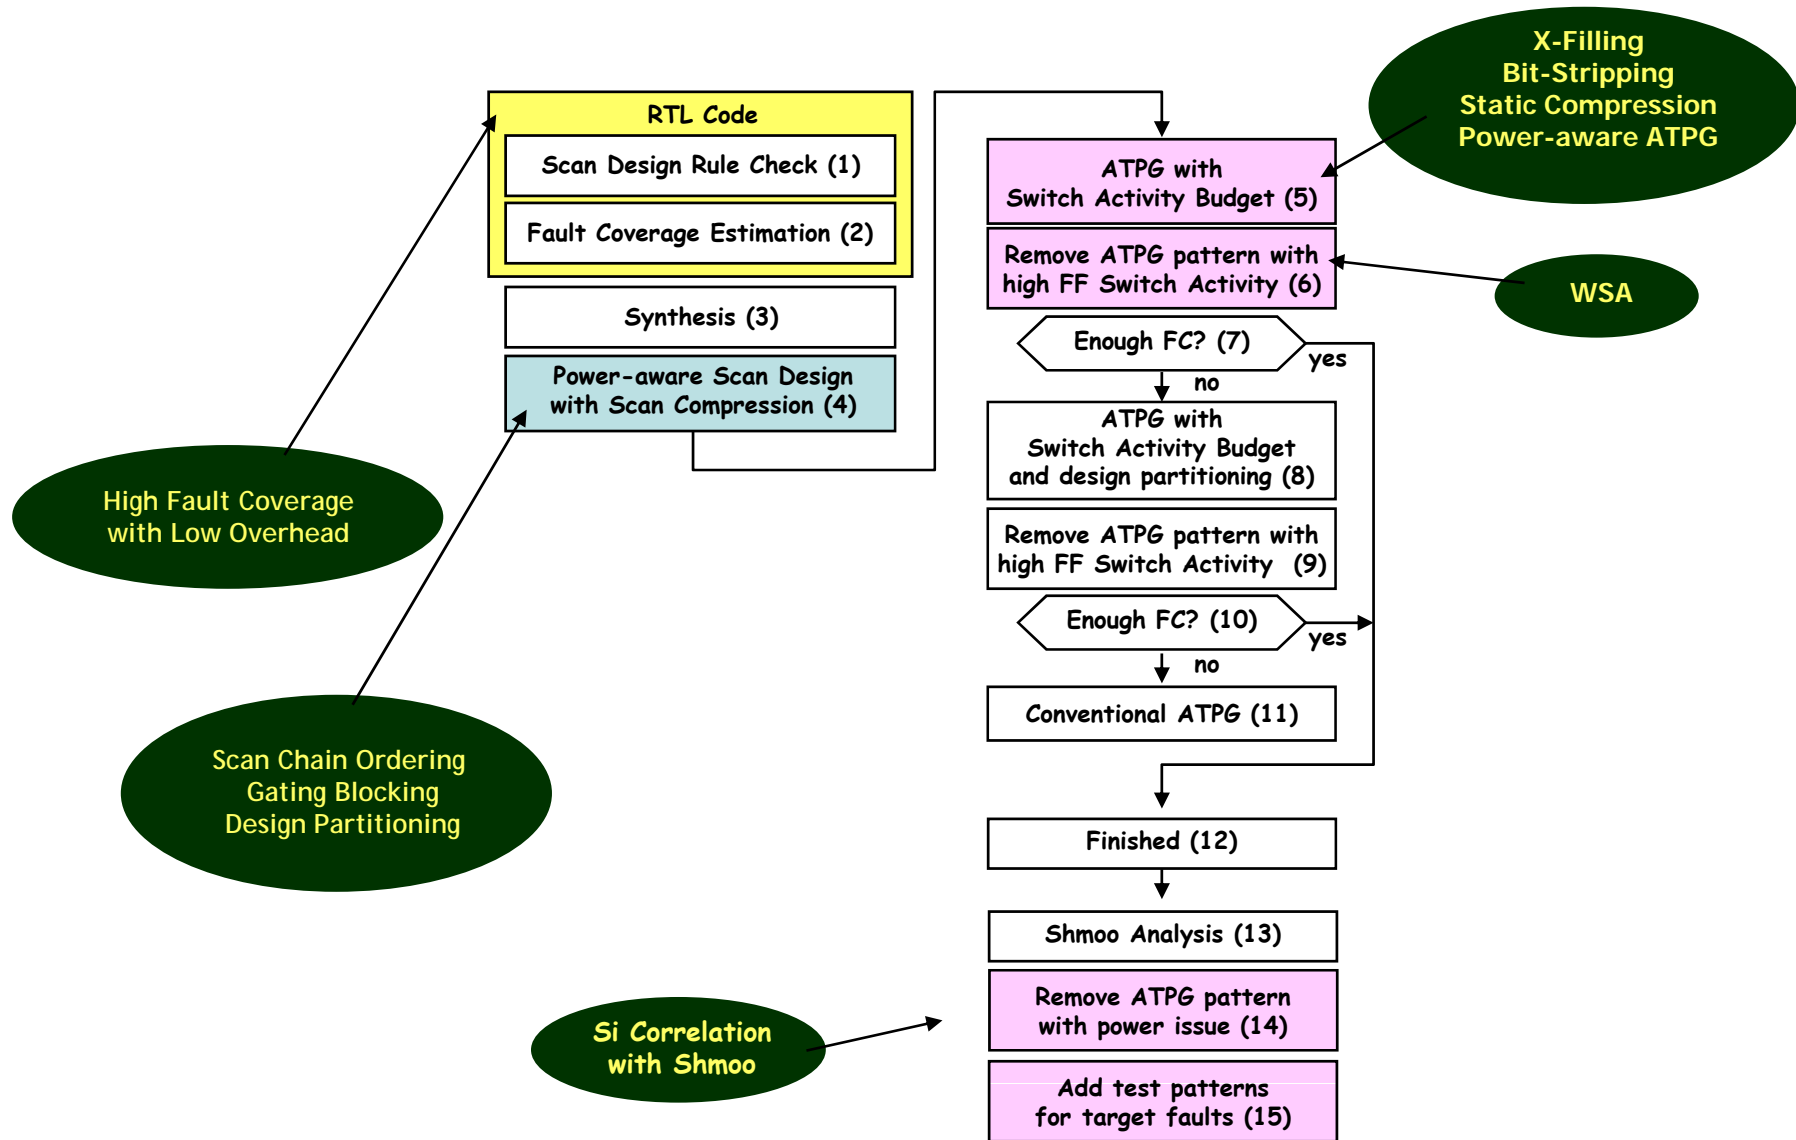 RTL Code
Scan Design Rule Check (1)
Fault Coverage Estimation (2)
Synthesis (3)
Power-aware Scan Design
with Scan Compression (4)
High Fault Coverage
with Low Overhead
Scan Chain Ordering
Gating Blocking
Design Partitioning
X-Filling
Bit-Stripping
Static Compression
Power-aware ATPG
ATPG with
Switch Activity Budget (5)
Remove ATPG pattern with
high FF Switch Activity (6)
WSA
Enough FC? (7)
yes
no
ATPG with
Switch Activity Budget
and design partitioning (8)
Remove ATPG pattern with
high FF Switch Activity (9)
Enough FC? (10)
yes
no
Conventional ATPG (11)
Finished (12)
Shmoo Analysis (13)
Remove ATPG pattern
with power issue (14)
Si Correlation
with Shmoo
Add test patterns
for target faults (15)